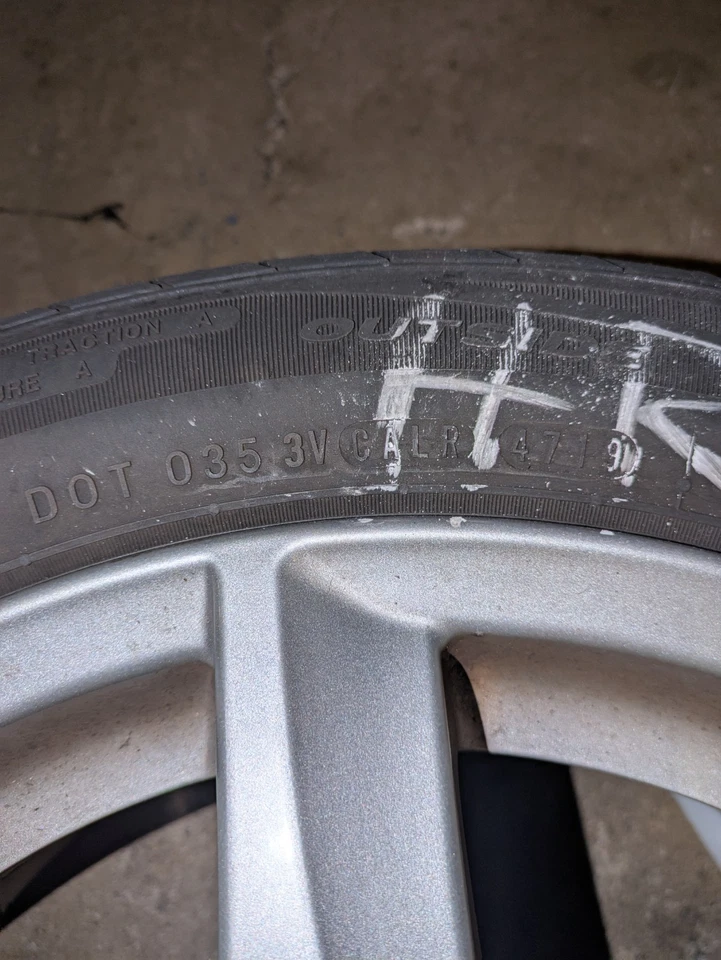 TRACTION A
OUTSIDE
URE A
DOT 035 3V CALR 4719